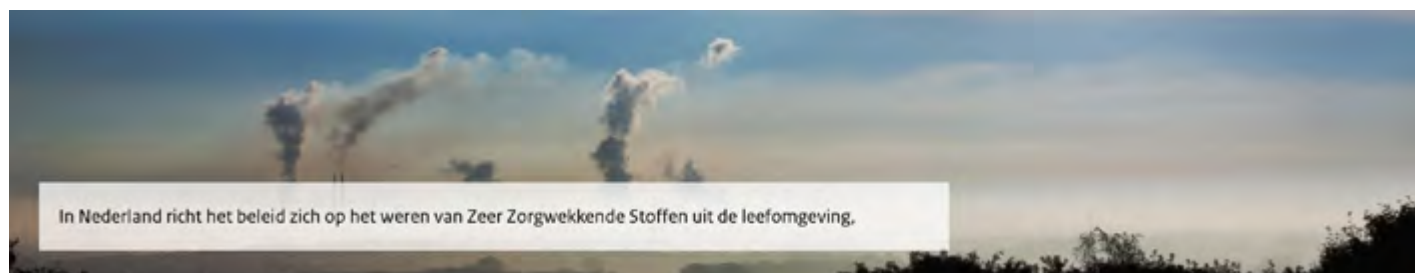 In Nederland richt het beleid zich op het weren van Zeer Zorgwekkende Stoffen uit de leefomgeving,